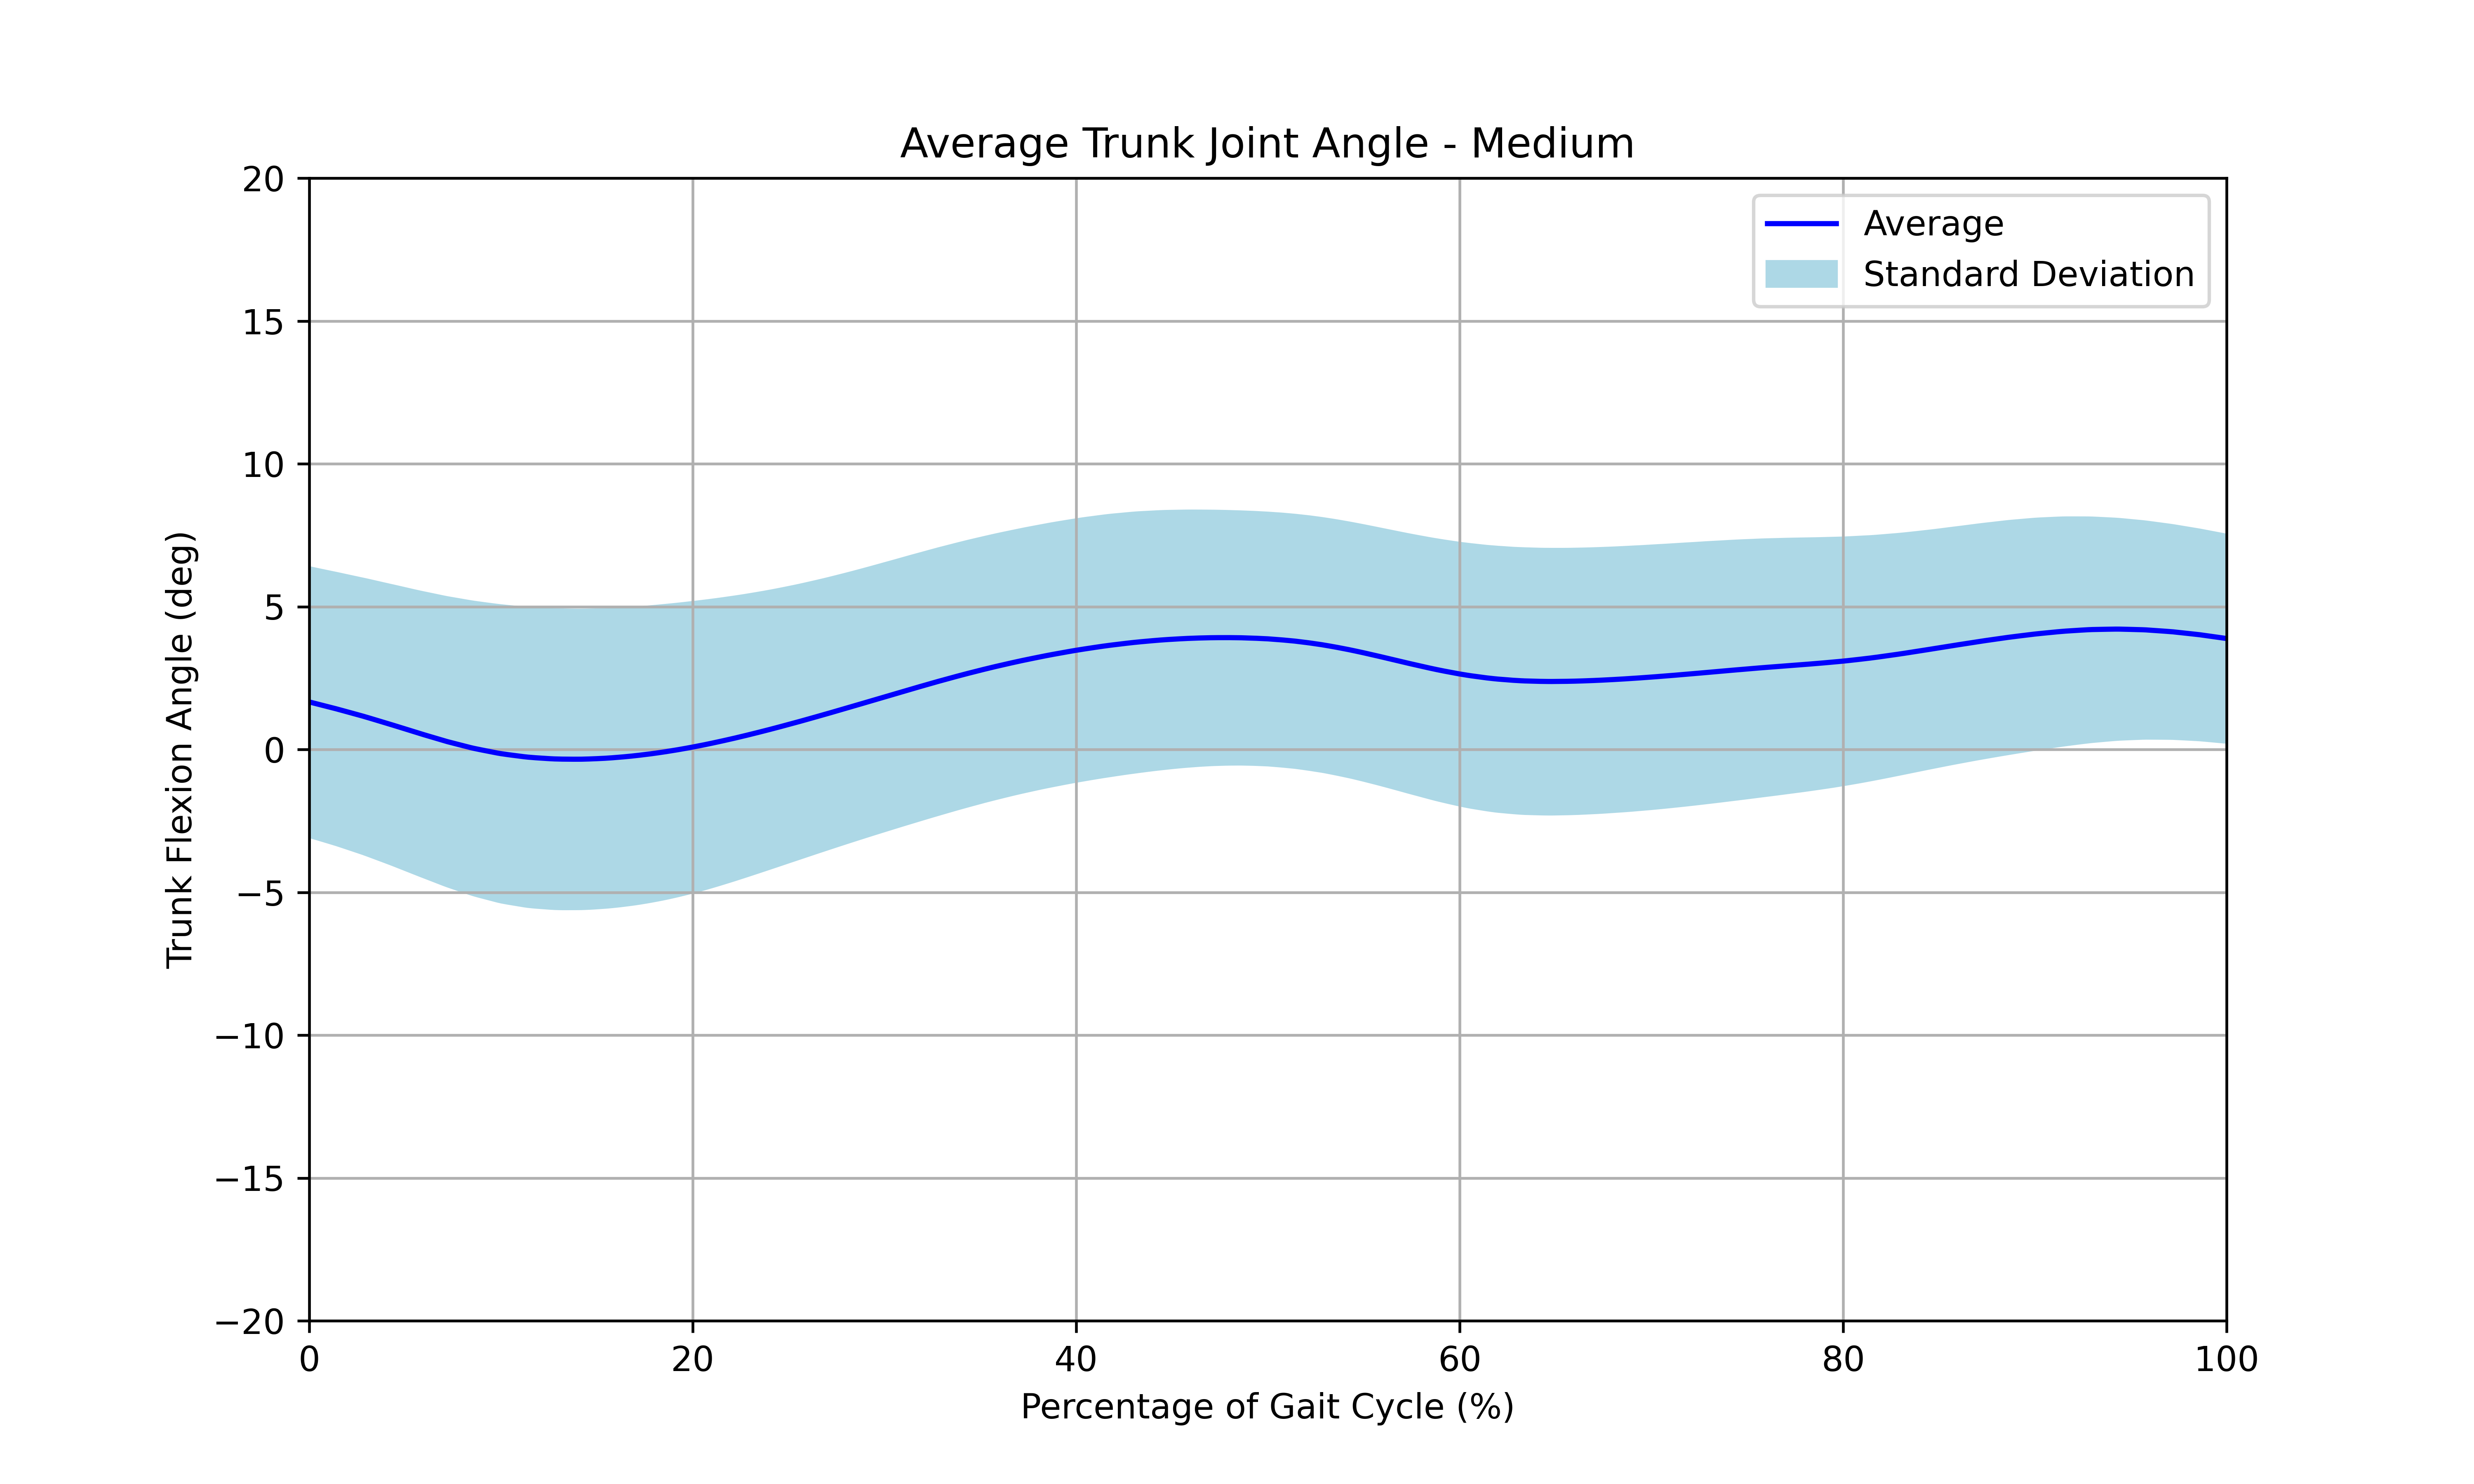 Average Trunk Joint Angle - Medium
Average
Standard Deviation
20
15
10
5
0
−5
−10
−15
−20
Trunk Flexion Angle (deg)
0 20 40 60 80 100
Percentage of Gait Cycle (%)